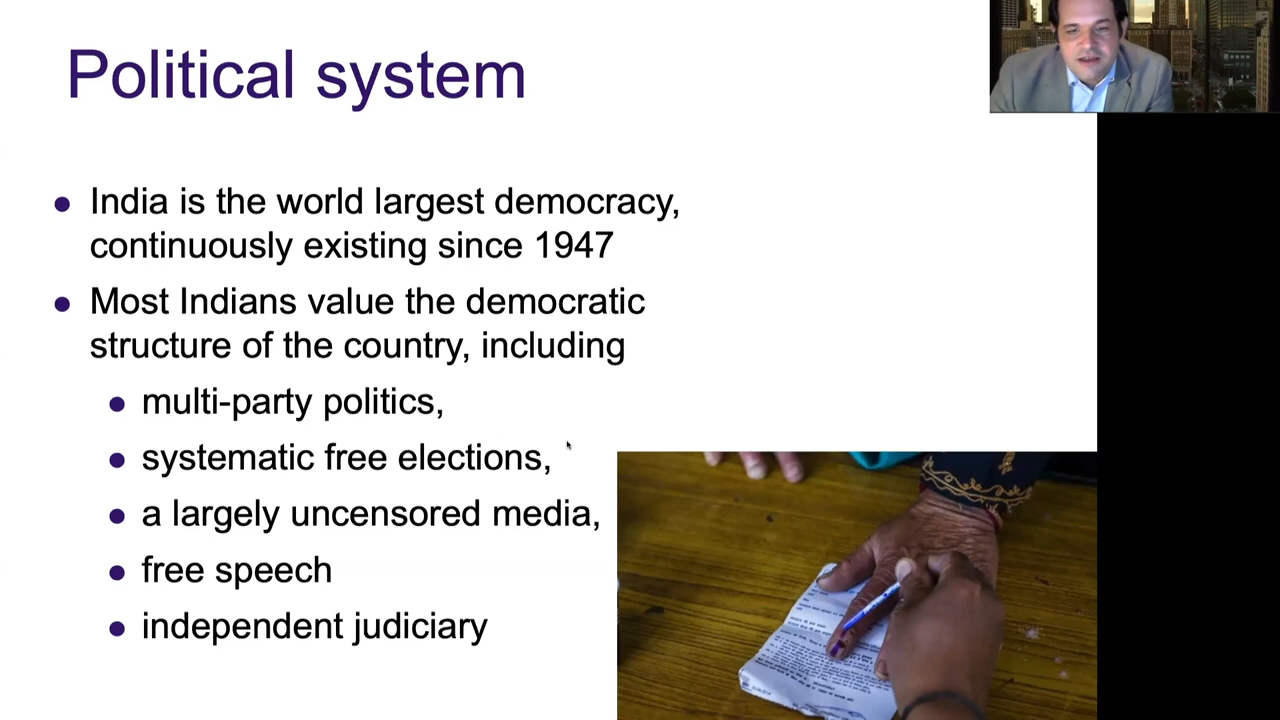 Political system
● India is the world largest democracy,
continuously existing since 1947
● Most Indians value the democratic
structure of the country, including
● multi-party politics,
● systematic free elections,
● a largely uncensored media,
● free speech
● independent judiciary